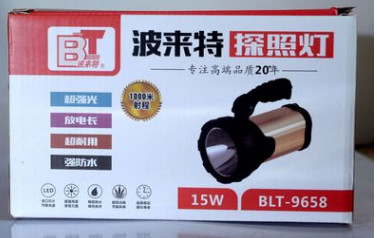 BLT
波来特®
波来特 探照灯
专注高端品质20年
超强光
放电长
超耐用
强防水
1000米
射程
LED
15W
BLT-9658